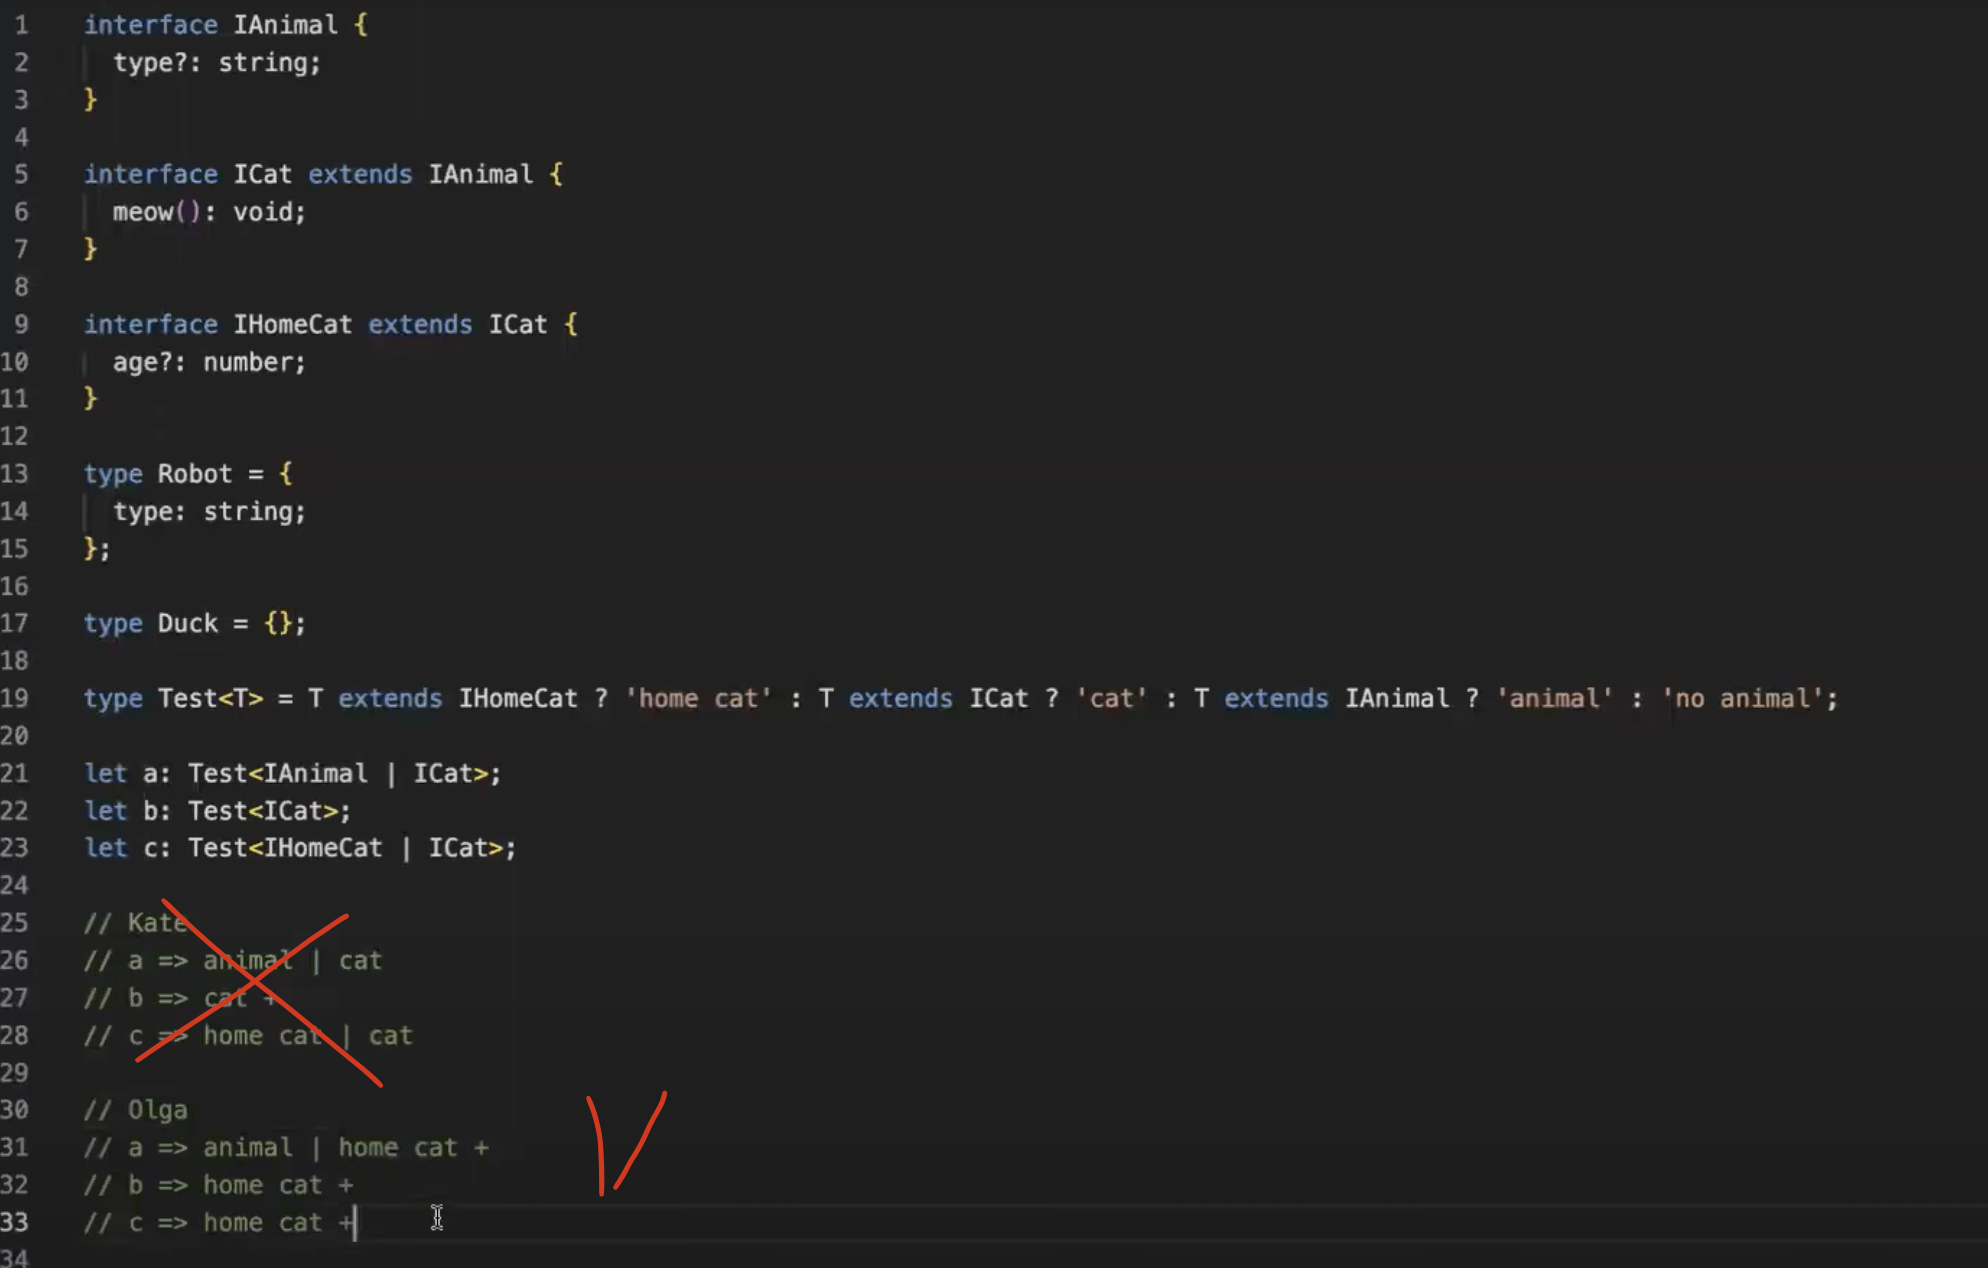 1 interface IAnimal {
2 type?: string;
3 }
4
5 interface ICat extends IAnimal {
6 meow(): void;
7 }
8
9 interface IHomeCat extends ICat {
10 age?: number;
11 }
12
13 type Robot = {
14 type: string;
15 };
16
17 type Duck = {};
18
19 type Test<T> = T extends IHomeCat ? 'home cat' : T extends ICat ? 'cat' : T extends IAnimal ? 'animal' : 'no animal';
20
21 let a: Test<IAnimal | ICat>;
22 let b: Test<ICat>;
23 let c: Test<IHomeCat | ICat>;
24
25 // Kate
26 // a => animal | cat
27 // b => cat +
28 // c => home cat | cat
29
30 // Olga
31 // a => animal | home cat +
32 // b => home cat +
33 // c => home cat +
34